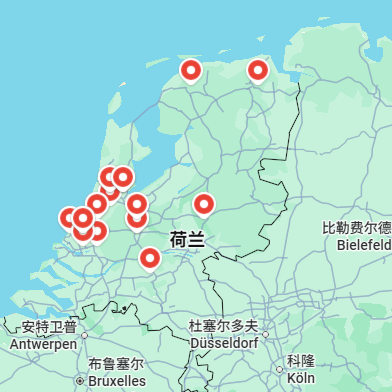 比勒费尔德
Bielefeld
荷兰
安特卫普
Antwerpen
杜塞尔多夫
Düsseldorf
科隆
Köln
布鲁塞尔
Bruxelles